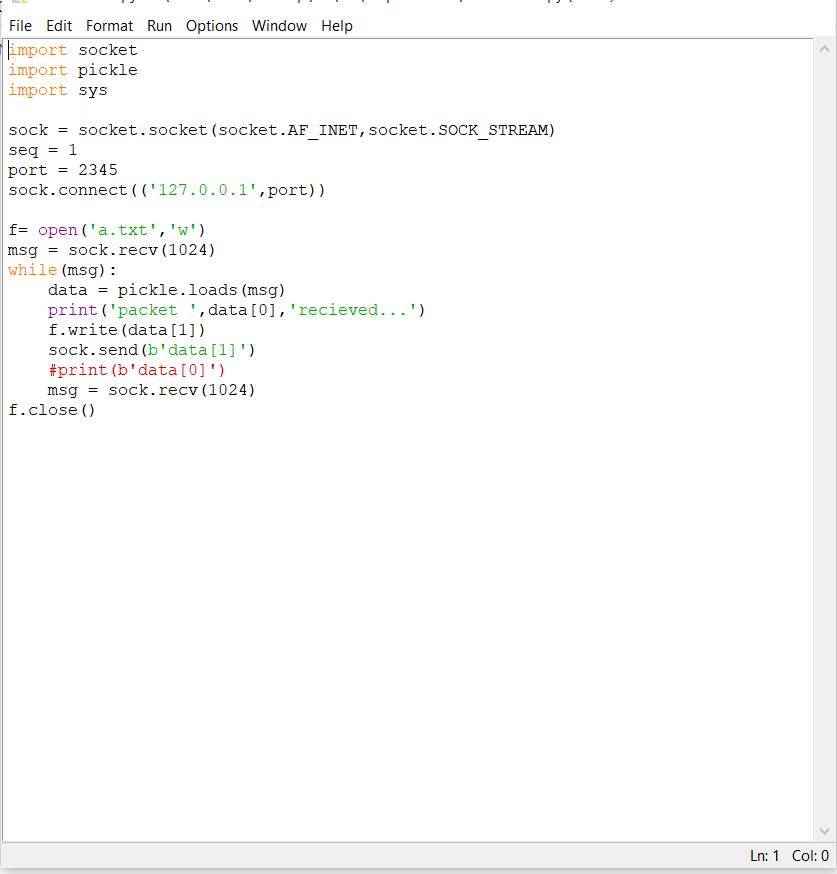 File Edit Format Run Options Window Help
import socket
import pickle
import sys

sock = socket.socket(socket.AF_INET,socket.SOCK_STREAM)
seq = 1
port = 2345
sock.connect(('127.0.0.1',port))

f= open('a.txt','w')
msg = sock.recv(1024)
while(msg):
    data = pickle.loads(msg)
    print('packet ',data[0],'recieved...')
    f.write(data[1])
    sock.send(b'data[1]')
    #print(b'data[0]')
    msg = sock.recv(1024)
f.close()
Ln: 1 Col: 0